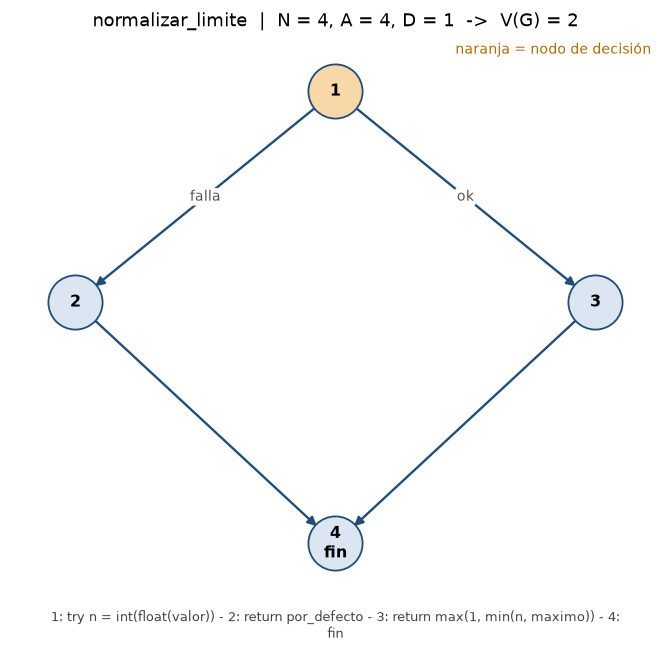 normalizar_limite | N = 4, A = 4, D = 1 -> V(G) = 2
naranja = nodo de decisión
1
falla
ok
2
3
4
fin
1: try n = int(float(valor)) - 2: return por_defecto - 3: return max(1, min(n, maximo)) - 4:
fin